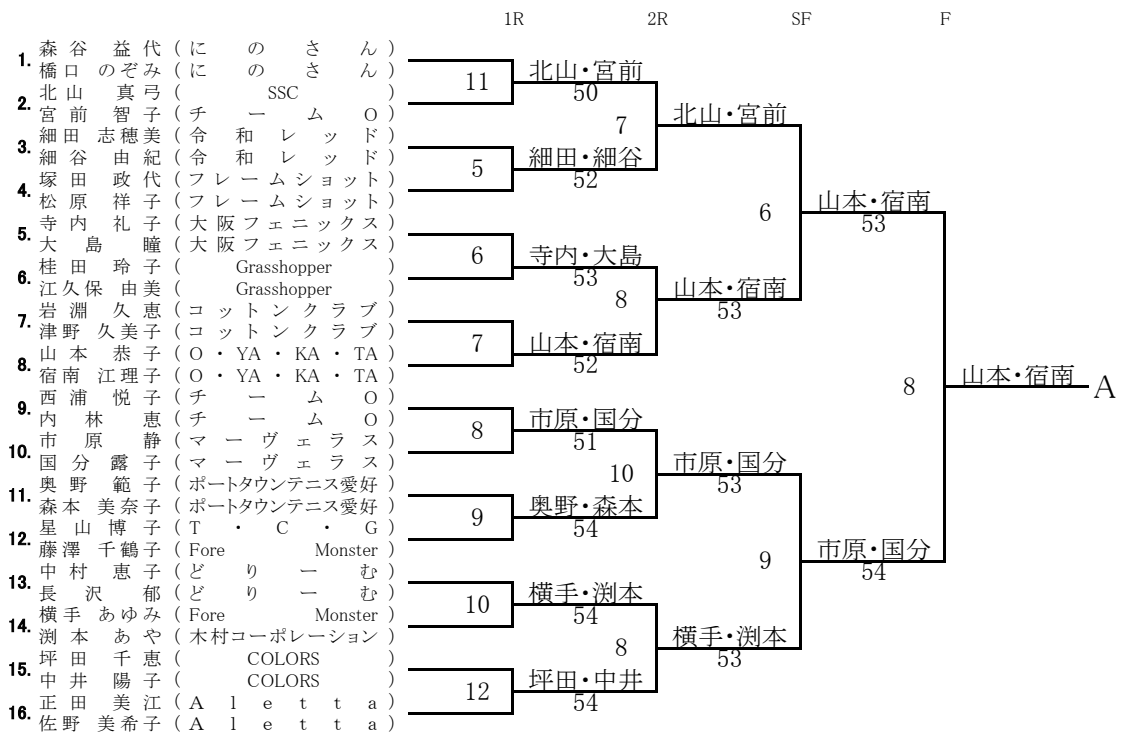 1R 2R SF F
1. 森谷 益代 ( にのさん )
橋口 のぞみ ( にのさん )
2. 北山 真弓 ( SSC )
宮前 智子 ( チームO )
3. 細田 志穂美 ( 令和レッド )
細谷 由紀 ( 令和レッド )
4. 塚田 政代 ( フレームショット )
松原 祥子 ( フレームショット )
5. 寺内 礼子 ( 大阪フェニックス )
大島 瞳 ( 大阪フェニックス )
6. 桂田 玲子 ( Grasshopper )
江久保 由美 ( Grasshopper )
7. 岩淵 久恵 ( コットンクラブ )
津野 久美子 ( コットンクラブ )
8. 山本 恭子 ( O・YA・KA・TA )
宿南 江理子 ( O・YA・KA・TA )
9. 西浦 悦子 ( チームO )
内林 恵 ( チームO )
10. 市原 静 ( マーヴェラス )
国分 露子 ( マーヴェラス )
11. 奥野 範子 ( ポートタウンテニス愛好 )
森本 美奈子 ( ポートタウンテニス愛好 )
12. 星山 博子 ( T・C・G )
藤澤 千鶴子 ( Fore Monster )
13. 中村 恵子 ( どりーむ )
長沢 郁 ( どりーむ )
14. 横手 あゆみ ( Fore Monster )
渕本 あや ( 木村コーポレーション )
15. 坪田 千恵 ( COLORS )
中井 陽子 ( COLORS )
16. 正田 美江 ( Aletta )
佐野 美希子 ( Aletta )
11
5
6
7
8
9
10
12
北山・宮前
50
細田・細谷
52
寺内・大島
53
山本・宿南
52
市原・国分
51
奥野・森本
54
横手・渕本
54
坪田・中井
54
7
8
10
8
北山・宮前
山本・宿南
53
市原・国分
53
横手・渕本
53
6
9
山本・宿南
53
市原・国分
54
8
山本・宿南
A